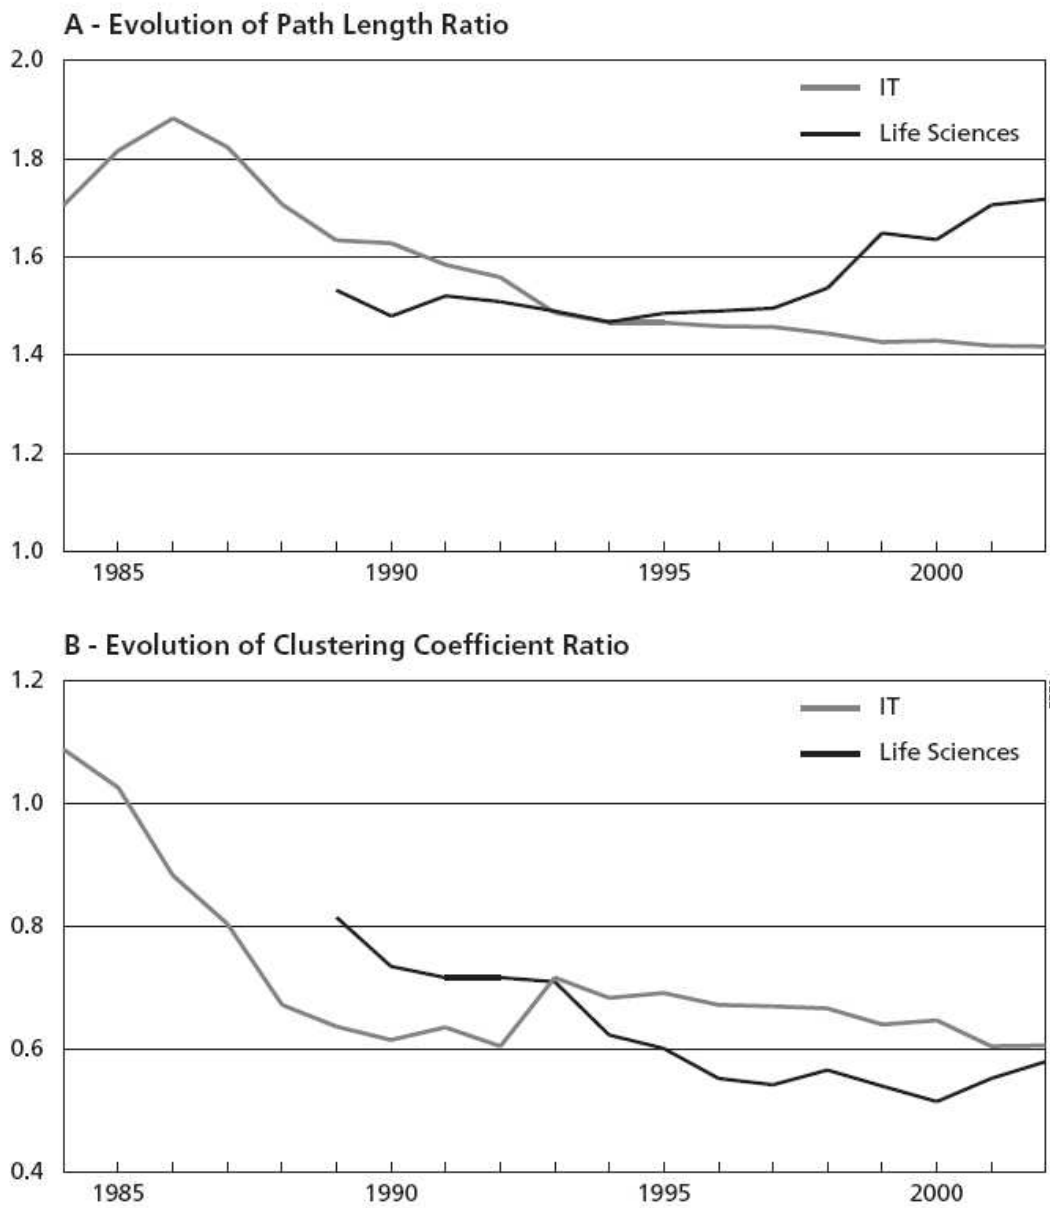 A - Evolution of Path Length Ratio
2.0
IT
Life Sciences
1.8
1.6
1.4
1.2
1.0
1985 1990 1995 2000
B - Evolution of Clustering Coefficient Ratio
1.2
IT
Life Sciences
1.0
0.8
0.6
0.4
1985 1990 1995 2000